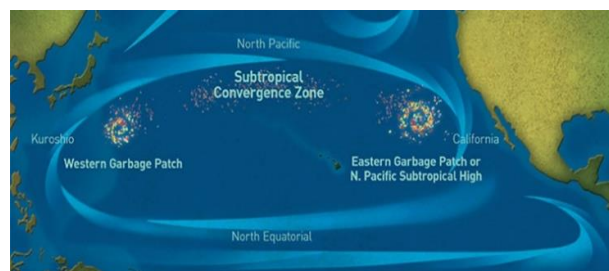 North Pacific
Subtropical
Convergence Zone
Kuroshio
California
Western Garbage Patch
Eastern Garbage Patch or
N. Pacific Subtropical High
North Equatorial